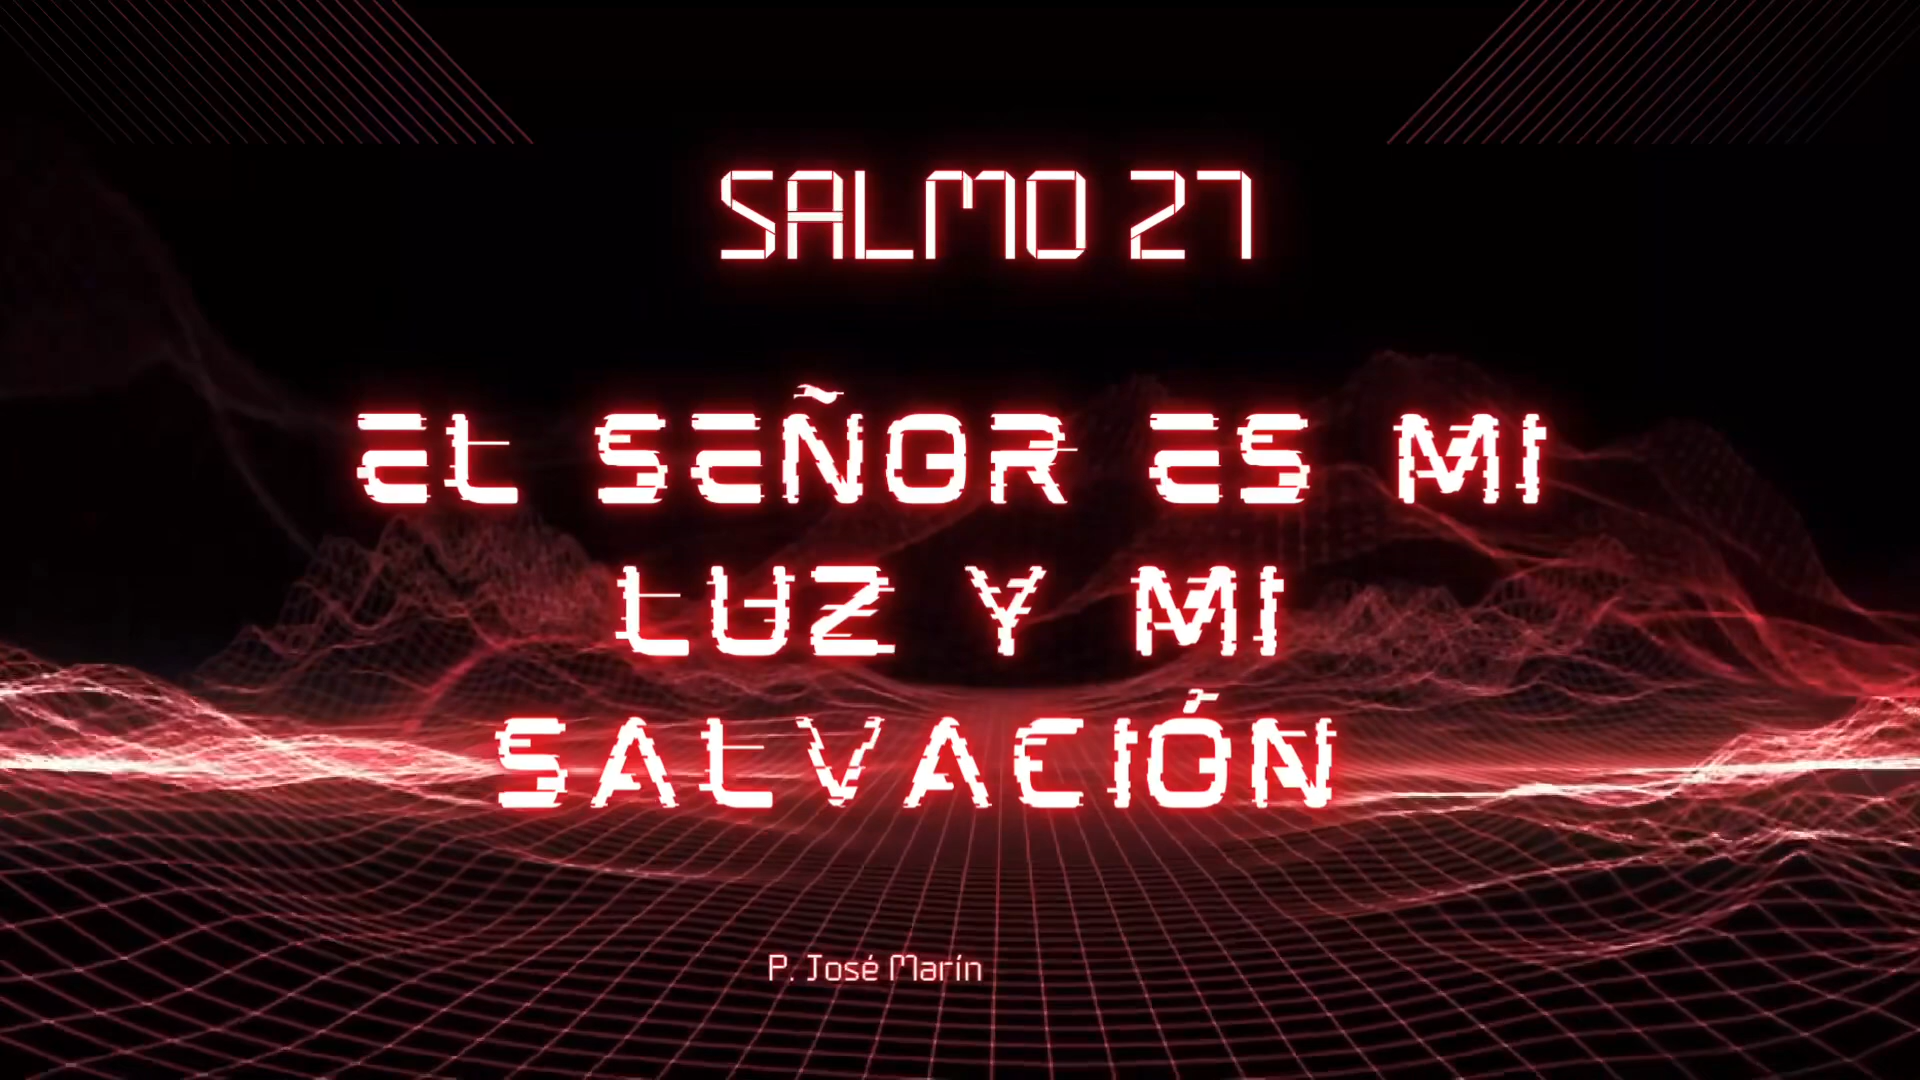 SALMO 27
EL SEÑOR ES MI
LUZ Y MI
SALVACIÓN
P. José Marín